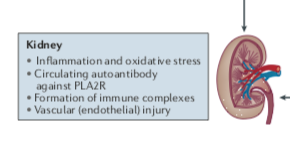 Kidney
• Inflammation and oxidative stress
• Circulating autoantibody
against PLA2R
• Formation of immune complexes
• Vascular (endothelial) injury